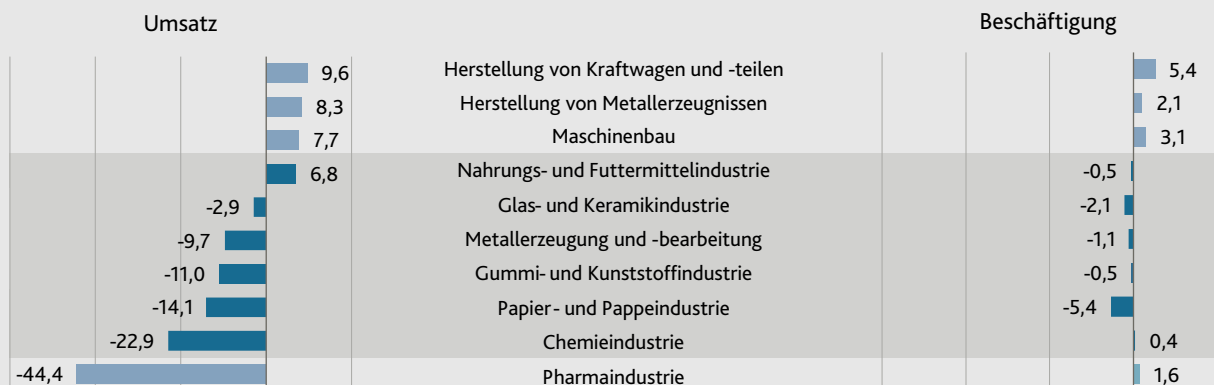 Umsatz Beschäftigung
9,6 Herstellung von Kraftwagen und -teilen 5,4
8,3 Herstellung von Metallerzeugnissen 2,1
7,7 Maschinenbau 3,1
6,8 Nahrungs- und Futtermittelindustrie -0,5
-2,9 Glas- und Keramikindustrie -2,1
-9,7 Metallerzeugung und -bearbeitung -1,1
-11,0 Gummi- und Kunststoffindustrie -0,5
-14,1 Papier- und Pappeindustrie -5,4
-22,9 Chemieindustrie 0,4
-44,4 Pharmaindustrie 1,6